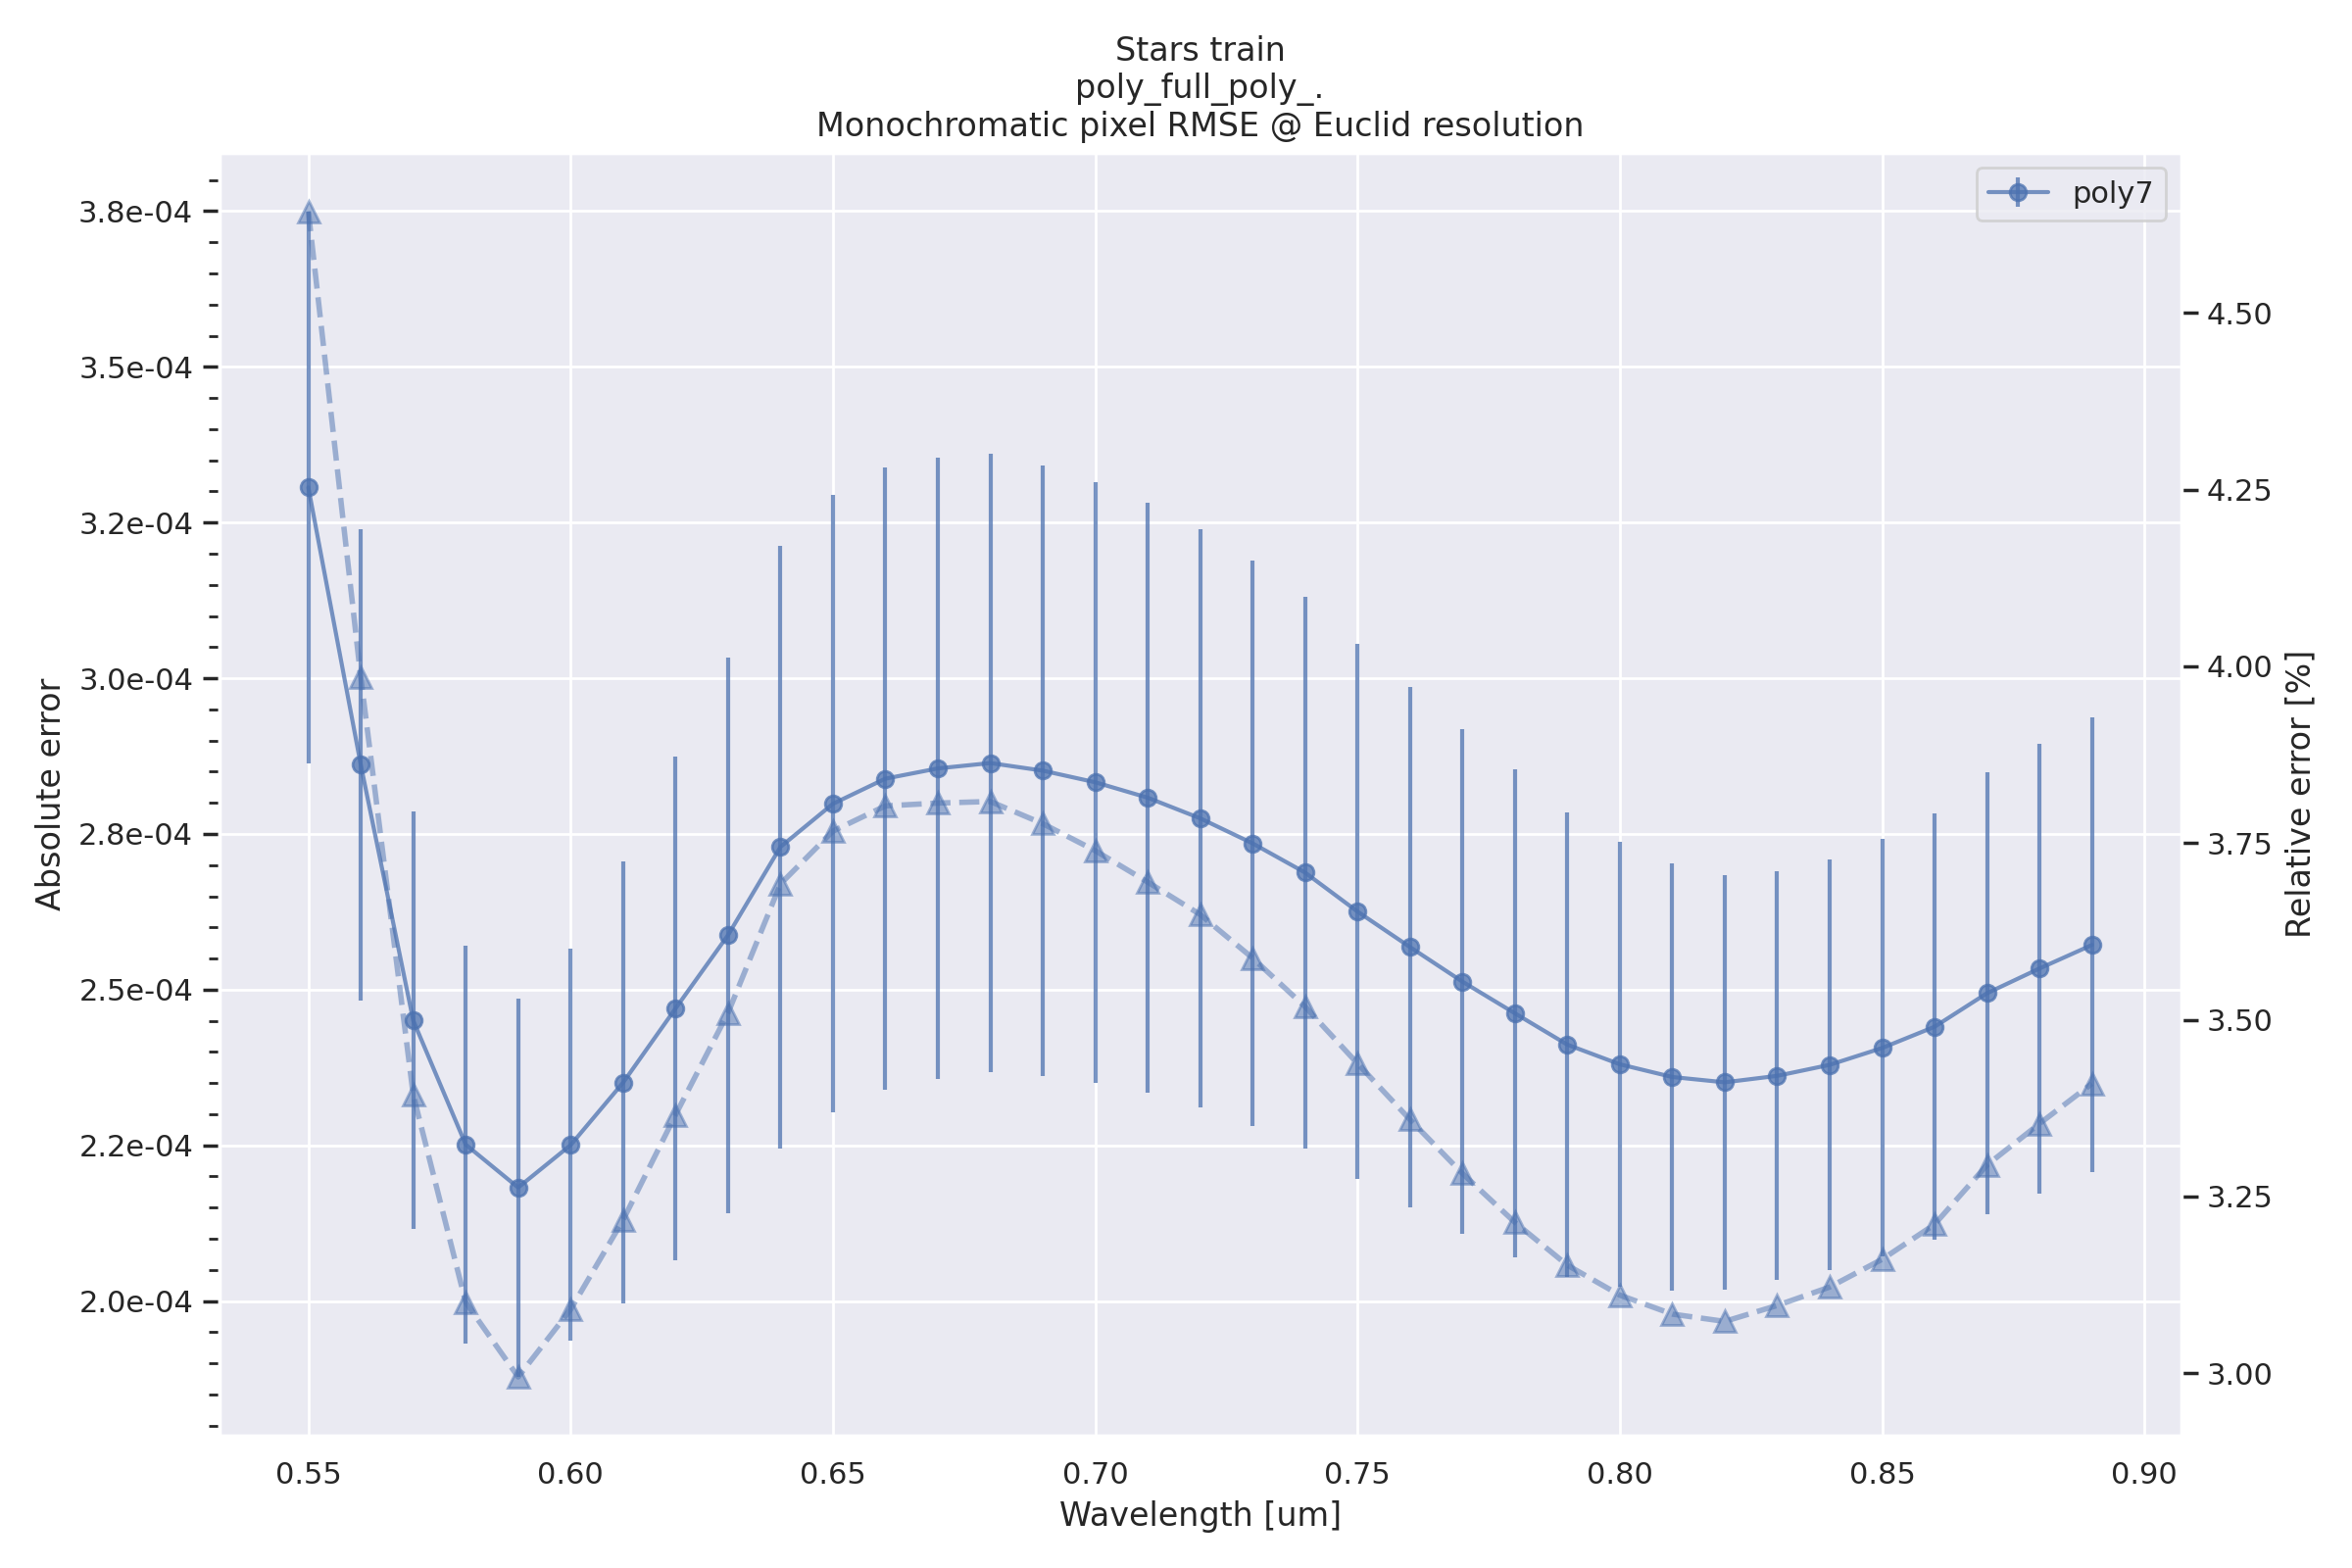 Stars train
poly_full_poly_.
Monochromatic pixel RMSE @ Euclid resolution
poly7
3.8e-04
3.5e-04
3.2e-04
3.0e-04
2.8e-04
2.5e-04
2.2e-04
2.0e-04
Absolute error
4.50
4.25
4.00
3.75
3.50
3.25
3.00
Relative error [%]
0.55 0.60 0.65 0.70 0.75 0.80 0.85 0.90
Wavelength [um]